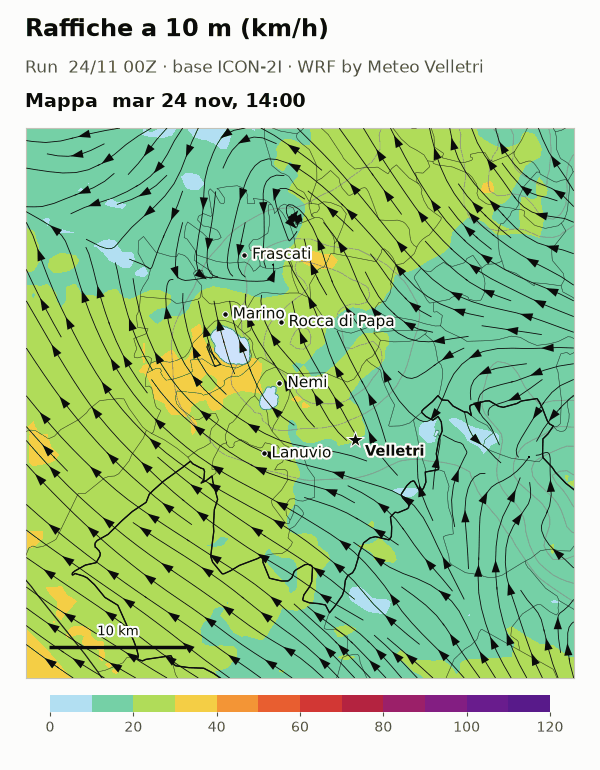 Raffiche a 10 m (km/h)
Run 24/11 00Z · base ICON-2I · WRF by Meteo Velletri
Mappa mar 24 nov, 14:00
Frascati
Marino
Rocca di Papa
Nemi
Velletri
Lanuvio
10 km
0 20 40 60 80 100 120